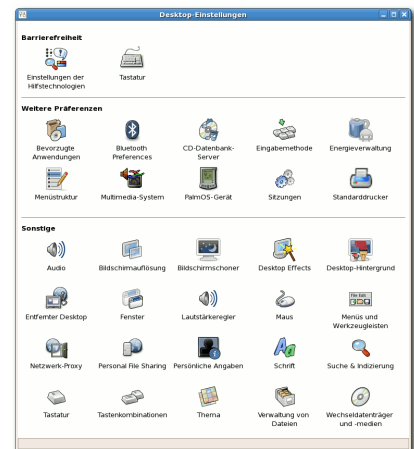 Desktop-Einstellungen
Barrierefreiheit
Einstellungen der
Hilfstechnologien
Tastatur
Weitere Präferenzen
Bevorzugte
Anwendungen
Bluetooth
Preferences
CD-Datenbank-
Server
Eingabemethode
Energieverwaltung
Menüstruktur
Multimedia-System
PalmOS-Gerät
Sitzungen
Standarddrucker
Sonstige
Audio
Bildschirmauflösung
Bildschirmschoner
Desktop Effects
Desktop-Hintergrund
Entfernter Desktop
Fenster
Lautstärkeregler
Maus
File Edit
Menüs und
Werkzeugleisten
Netzwerk-Proxy
Personal File Sharing
Persönliche Angaben
Schrift
Suche & Indizierung
Tastatur
Tastenkombinationen
Thema
Verwaltung von
Dateien
Wechseldatenträger
und -medien